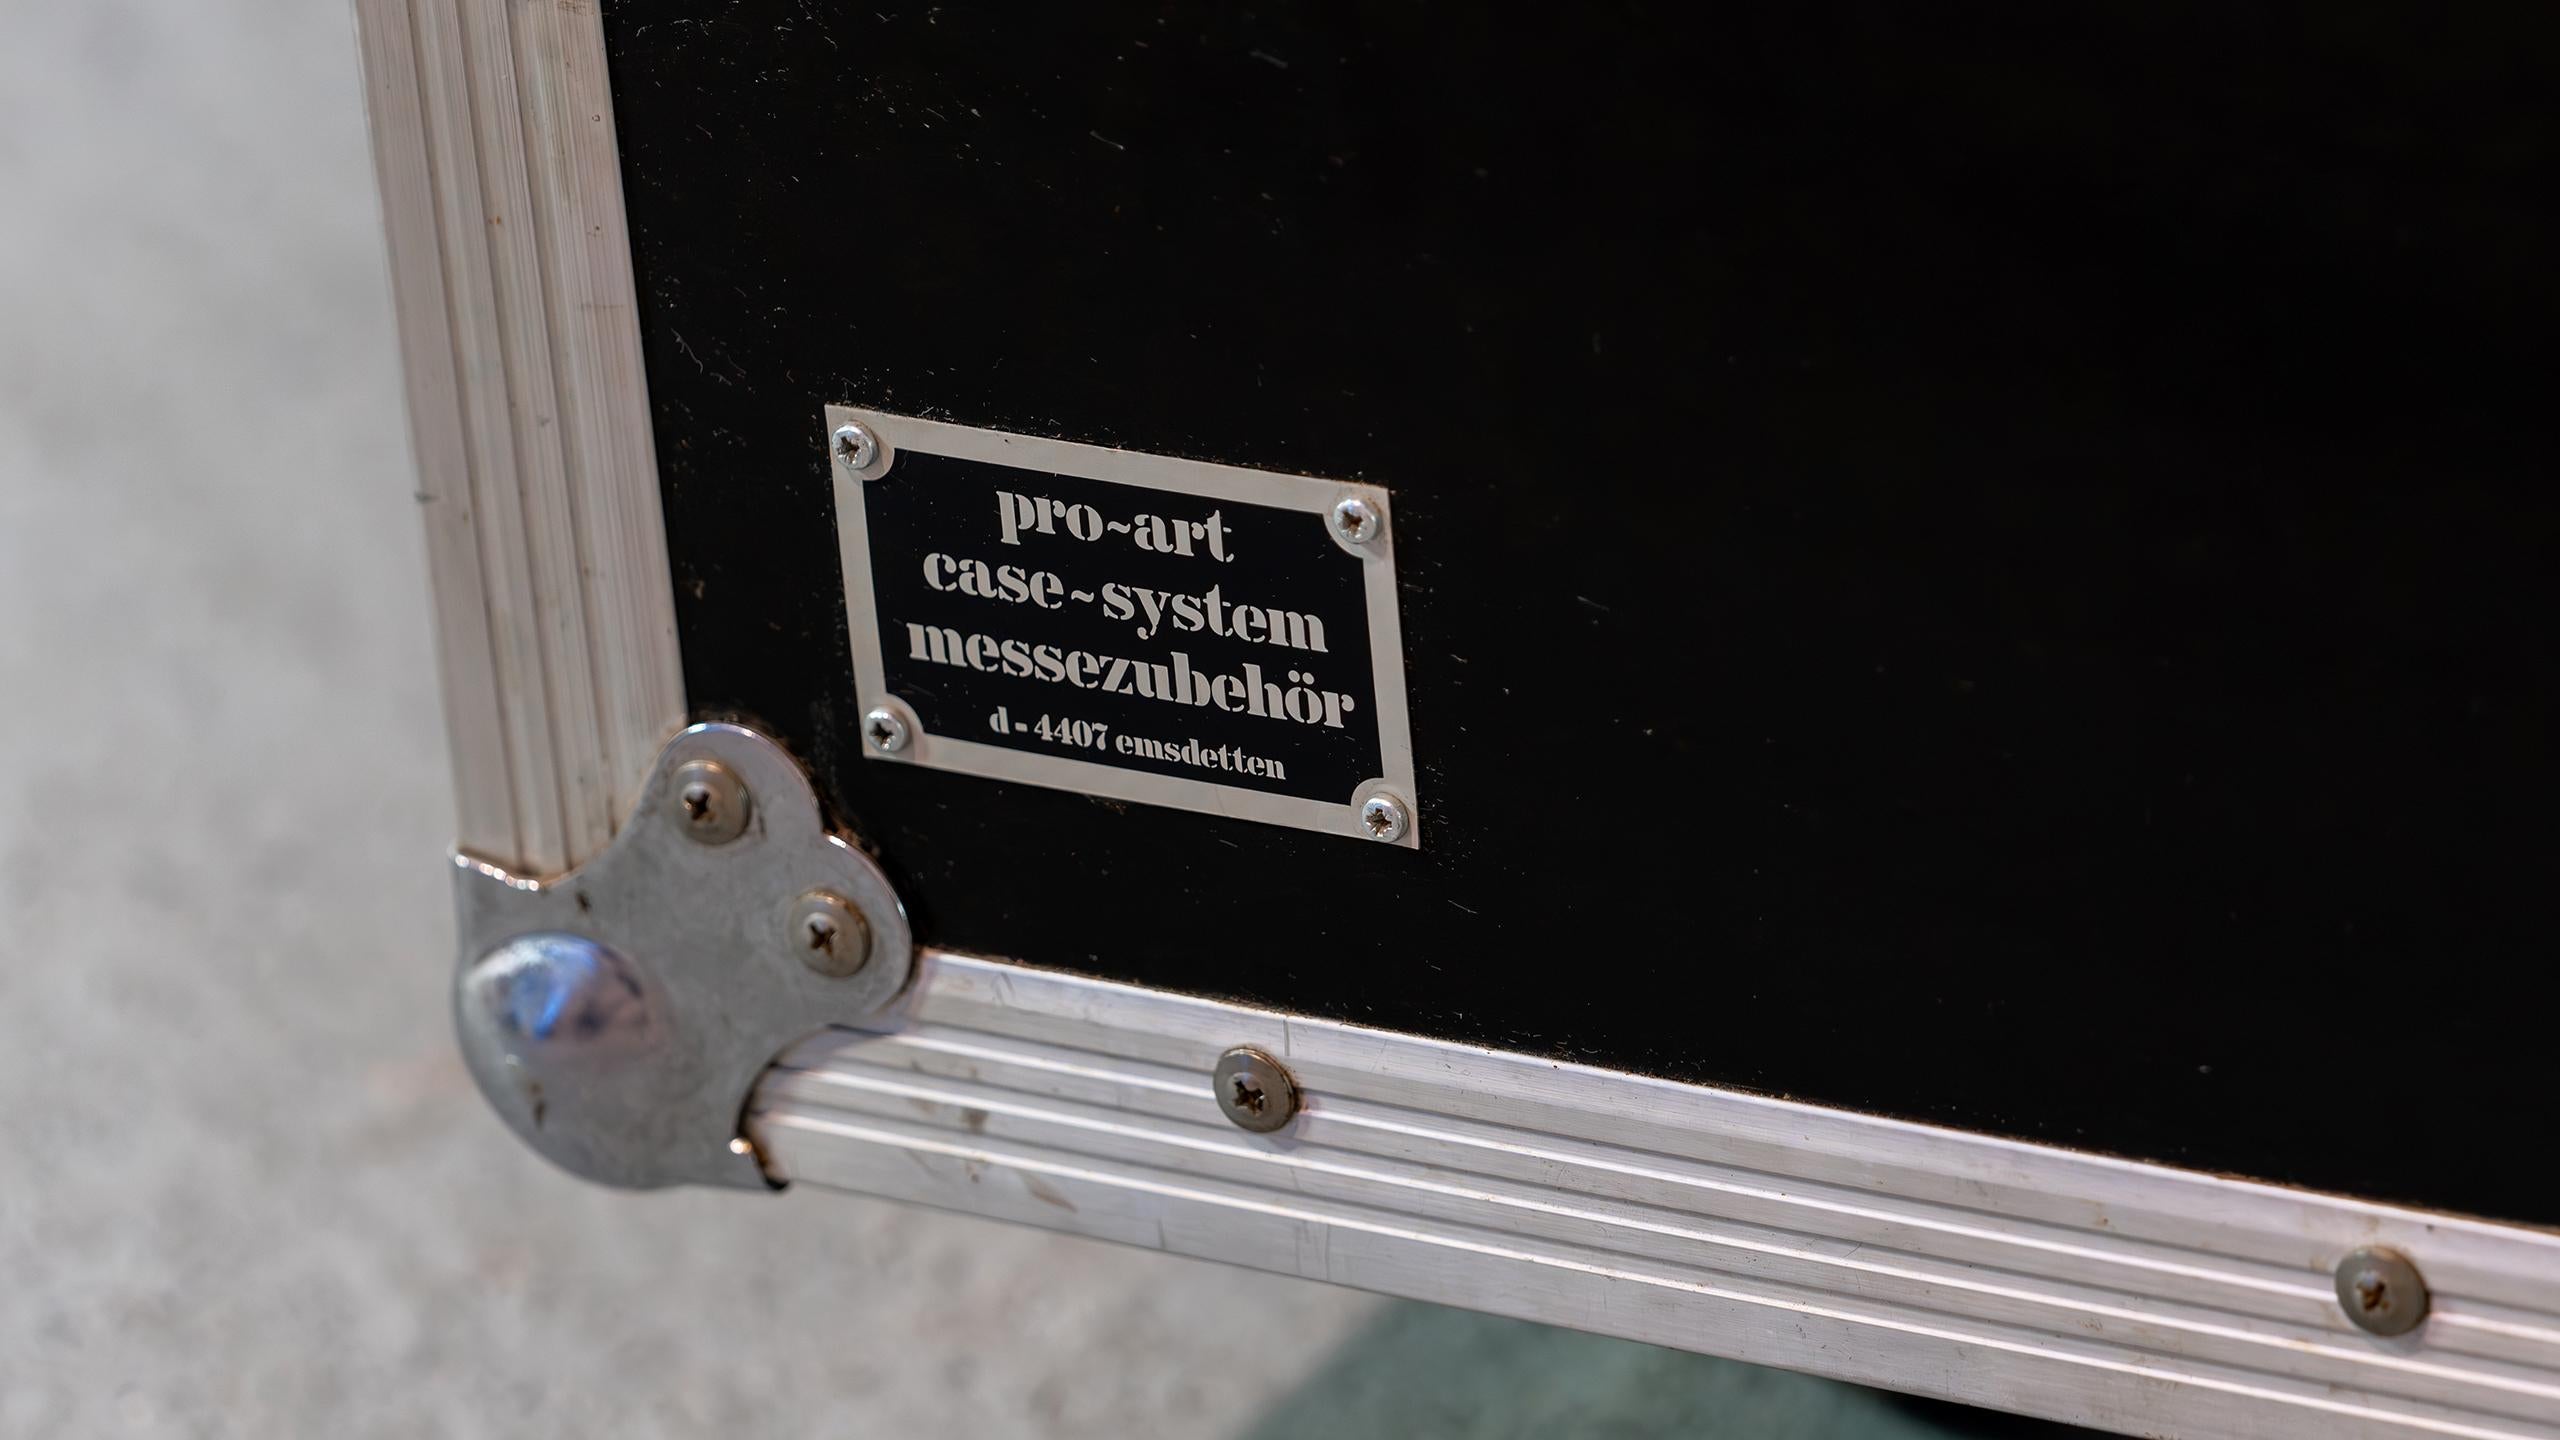 pro~art
case~system
messezubehör
d - 4407 emsdetten